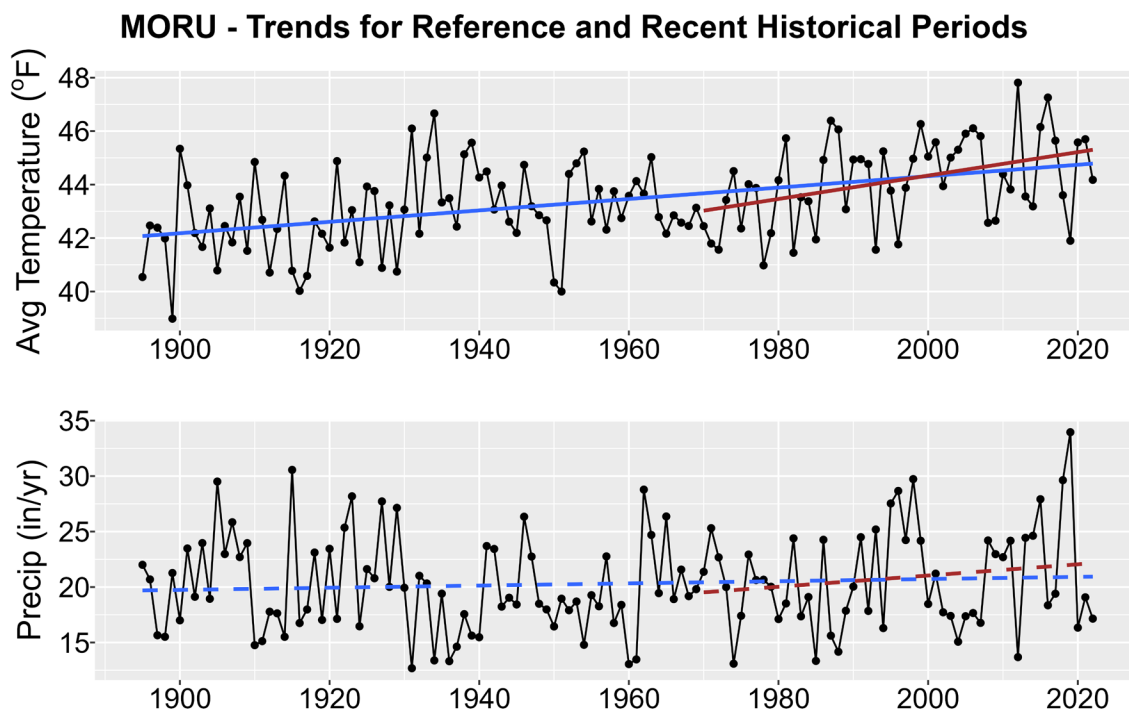 MORU - Trends for Reference and Recent Historical Periods
Avg Temperature (°F)
48
46
44
42
40
1900 1920 1940 1960 1980 2000 2020
Precip (in/yr)
35
30
25
20
15
1900 1920 1940 1960 1980 2000 2020